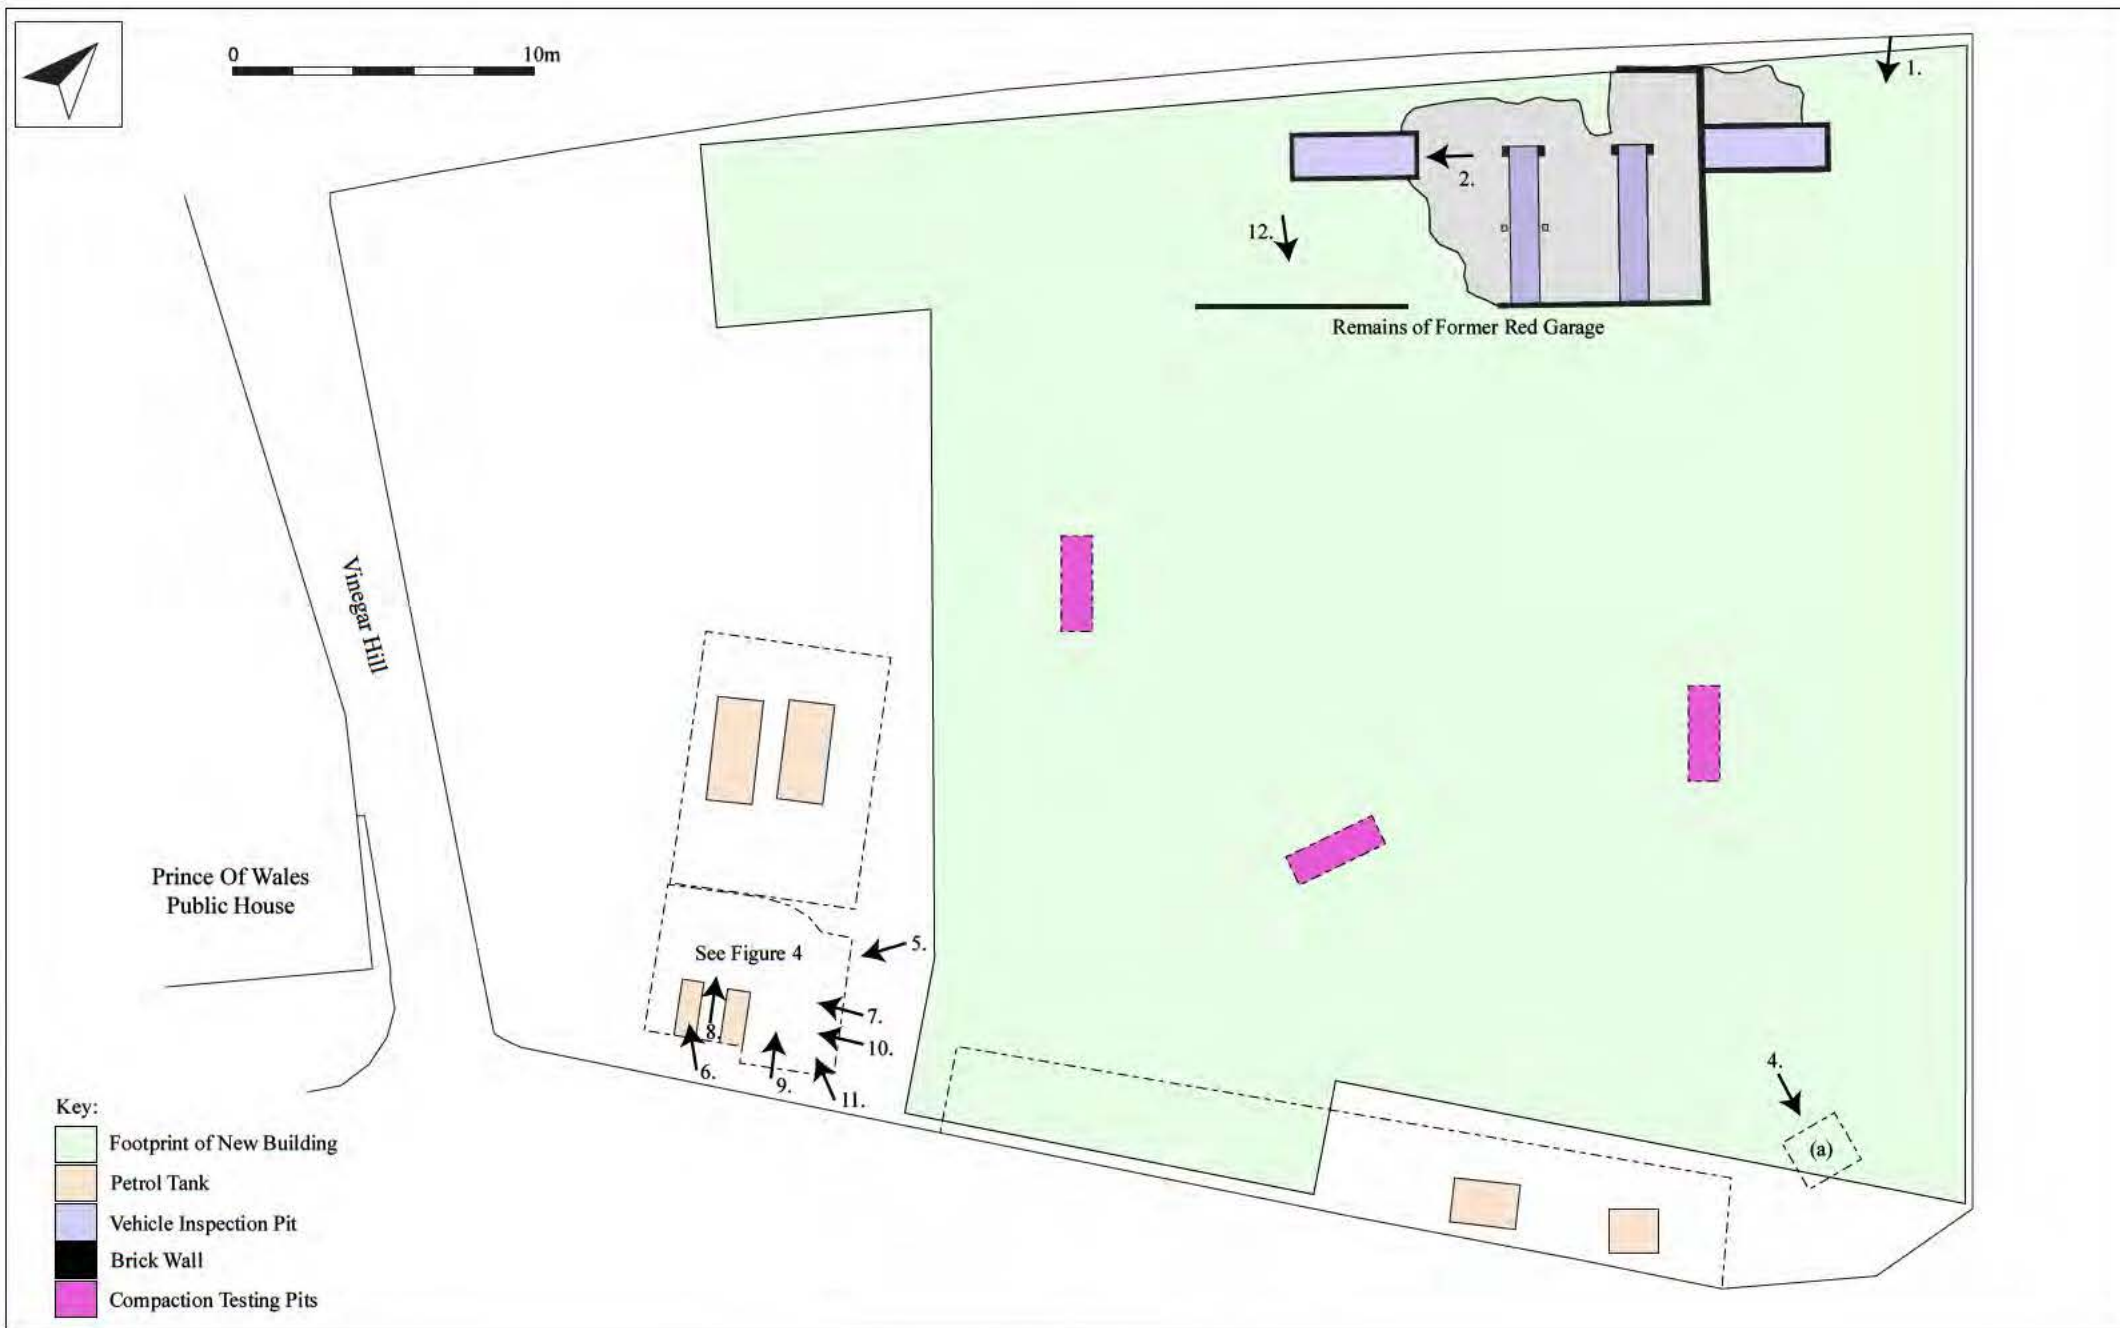 0 10m
1.
2.
12.
Remains of Former Red Garage
Vinegar Hill
Prince Of Wales
Public House
See Figure 4
5.
7.
8.
10.
6.
9.
11.
4.
(a)
Key:
Footprint of New Building
Petrol Tank
Vehicle Inspection Pit
Brick Wall
Compaction Testing Pits